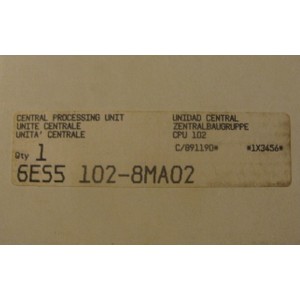 CENTRAL PROCESSING UNIT
UNITE CENTRALE
UNITA' CENTRALE
UNIDAD CENTRAL
ZENTRALBAUGRUPPE
CPU 102
C/891190* *1X3456*
Qty 1
6ES5 102-8MA02